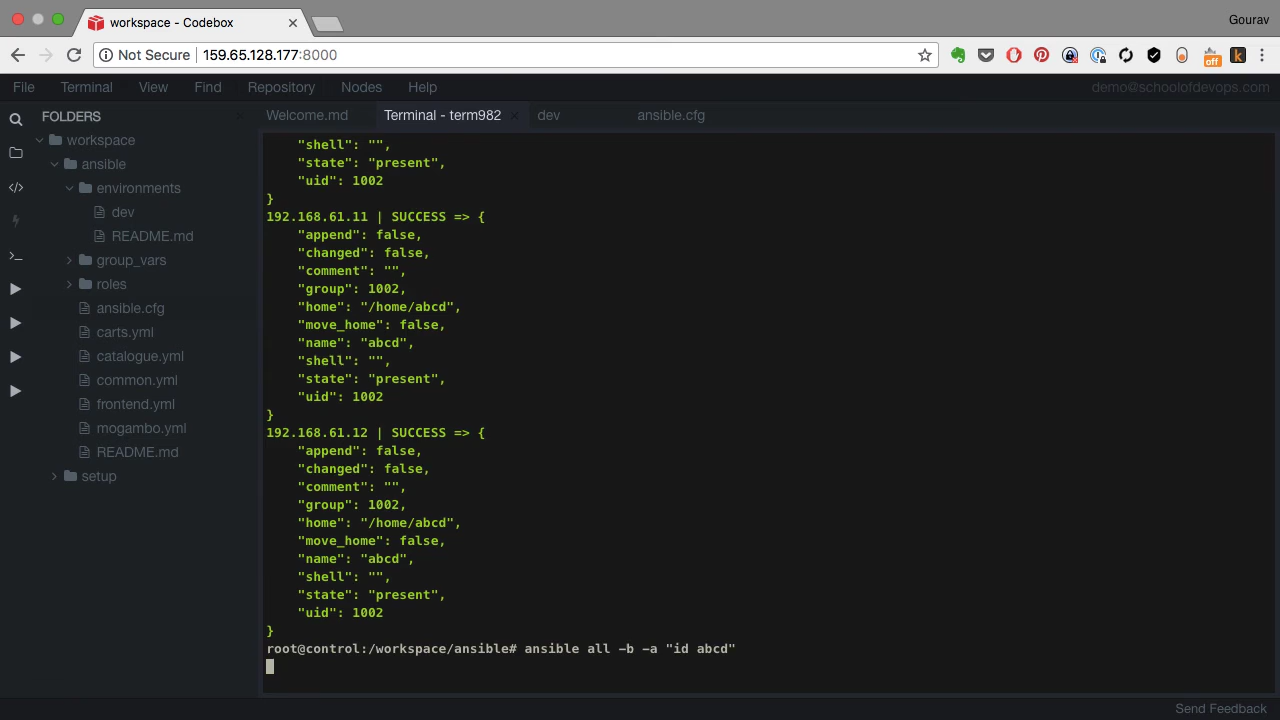 workspace - Codebox
Gourav
Not Secure 159.65.128.177:8000
off
k
File Terminal View Find Repository Nodes Help demo@schoolofdevops.com
FOLDERS
workspace
ansible
environments
dev
README.md
group_vars
roles
ansible.cfg
carts.yml
catalogue.yml
common.yml
frontend.yml
mogambo.yml
README.md
setup
Welcome.md Terminal - term982 dev ansible.cfg
"shell": "",
"state": "present",
"uid": 1002
}
192.168.61.11 | SUCCESS => {
"append": false,
"changed": false,
"comment": "",
"group": 1002,
"home": "/home/abcd",
"move_home": false,
"name": "abcd",
"shell": "",
"state": "present",
"uid": 1002
}
192.168.61.12 | SUCCESS => {
"append": false,
"changed": false,
"comment": "",
"group": 1002,
"home": "/home/abcd",
"move_home": false,
"name": "abcd",
"shell": "",
"state": "present",
"uid": 1002
}
root@control:/workspace/ansible# ansible all -b -a "id abcd"
Send Feedback